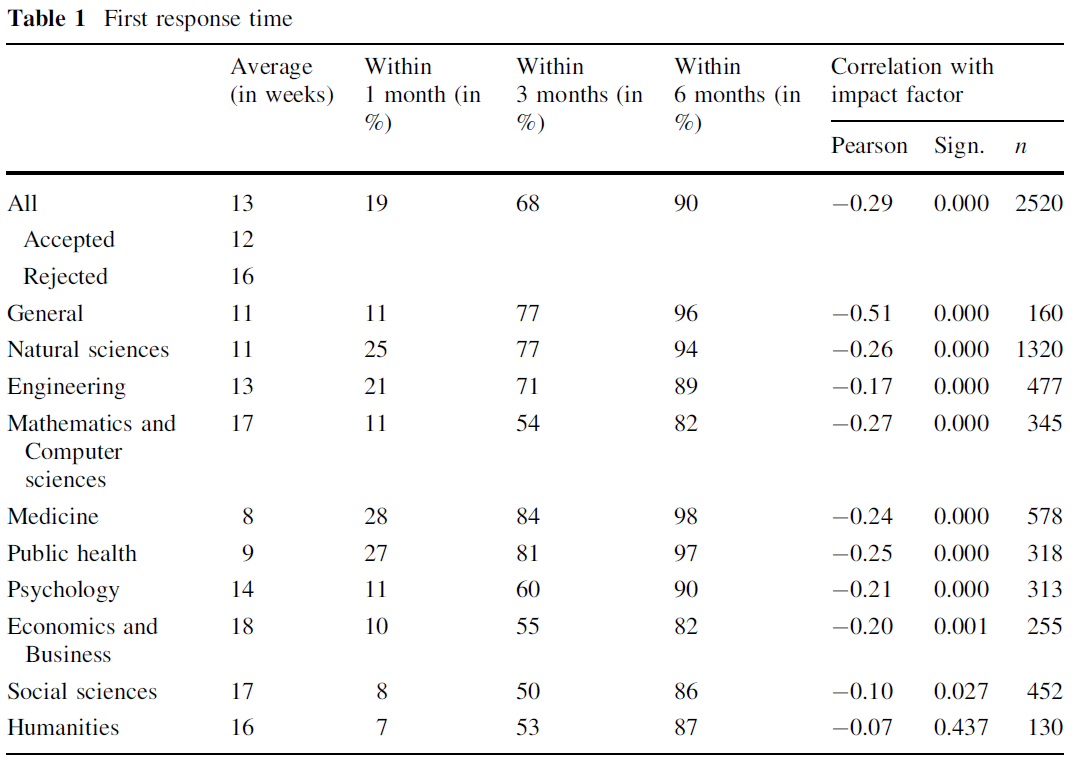 Table 1 First response time
Average (in weeks) Within 1 month (in %) Within 3 months (in %) Within 6 months (in %) Correlation with impact factor
Pearson Sign. n
All 13 19 68 90 −0.29 0.000 2520
Accepted 12
Rejected 16
General 11 11 77 96 −0.51 0.000 160
Natural sciences 11 25 77 94 −0.26 0.000 1320
Engineering 13 21 71 89 −0.17 0.000 477
Mathematics and Computer sciences 17 11 54 82 −0.27 0.000 345
Medicine 8 28 84 98 −0.24 0.000 578
Public health 9 27 81 97 −0.25 0.000 318
Psychology 14 11 60 90 −0.21 0.000 313
Economics and Business 18 10 55 82 −0.20 0.001 255
Social sciences 17 8 50 86 −0.10 0.027 452
Humanities 16 7 53 87 −0.07 0.437 130